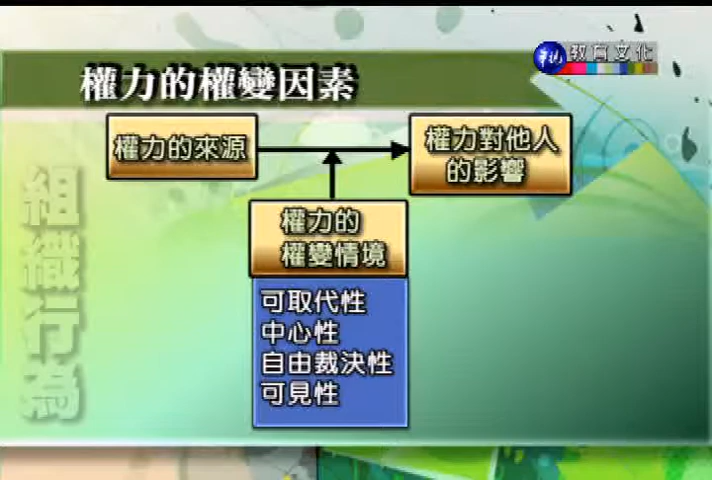 華視 教育文化
權力的權變因素
權力的來源
權力對他人
的影響
權力的
權變情境
可取代性
中心性
自由裁決性
可見性
組織行為